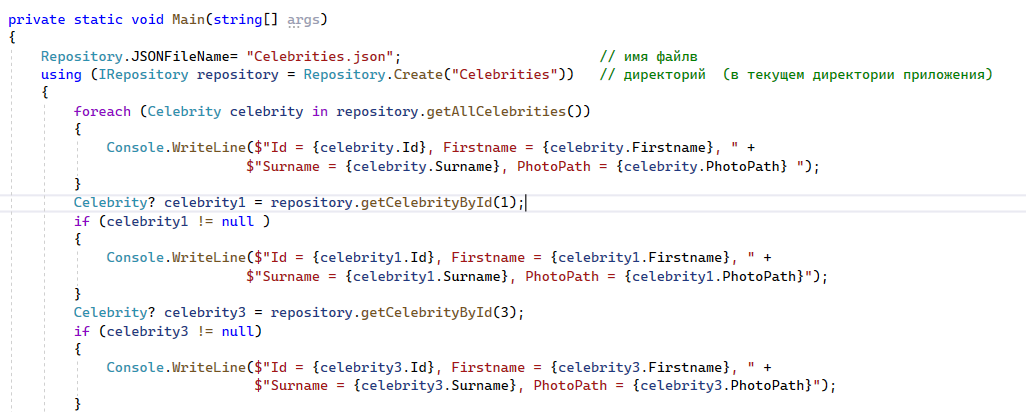 private static void Main(string[] args)
{
    Repository.JSONFileName= "Celebrities.json";                        // имя файлв
    using (IRepository repository = Repository.Create("Celebrities"))   // директорий  (в текущем директории приложения)
    {
        foreach (Celebrity celebrity in repository.getAllCelebrities())
        {
            Console.WriteLine($"Id = {celebrity.Id}, Firstname = {celebrity.Firstname}, " +
                             $"Surname = {celebrity.Surname}, PhotoPath = {celebrity.PhotoPath} ");
        }
        Celebrity? celebrity1 = repository.getCelebrityById(1);
        if (celebrity1 != null )
        {
            Console.WriteLine($"Id = {celebrity1.Id}, Firstname = {celebrity1.Firstname}, " +
                             $"Surname = {celebrity1.Surname}, PhotoPath = {celebrity1.PhotoPath}");
        }
        Celebrity? celebrity3 = repository.getCelebrityById(3);
        if (celebrity3 != null)
        {
            Console.WriteLine($"Id = {celebrity3.Id}, Firstname = {celebrity3.Firstname}, " +
                              $"Surname = {celebrity3.Surname}, PhotoPath = {celebrity3.PhotoPath}");
        }